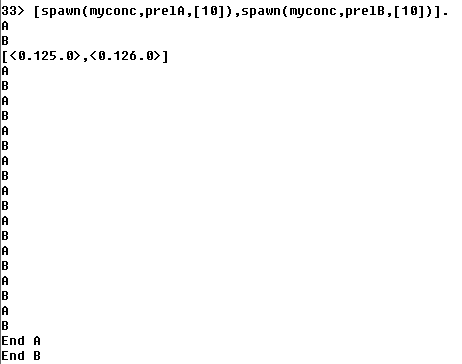 33> [spawn(myconc,prelA,[10]),spawn(myconc,prelB,[10])].
A
B
[<0.125.0>,<0.126.0>]
A
B
A
B
A
B
A
B
A
B
A
B
A
B
A
B
A
B
End A
End B